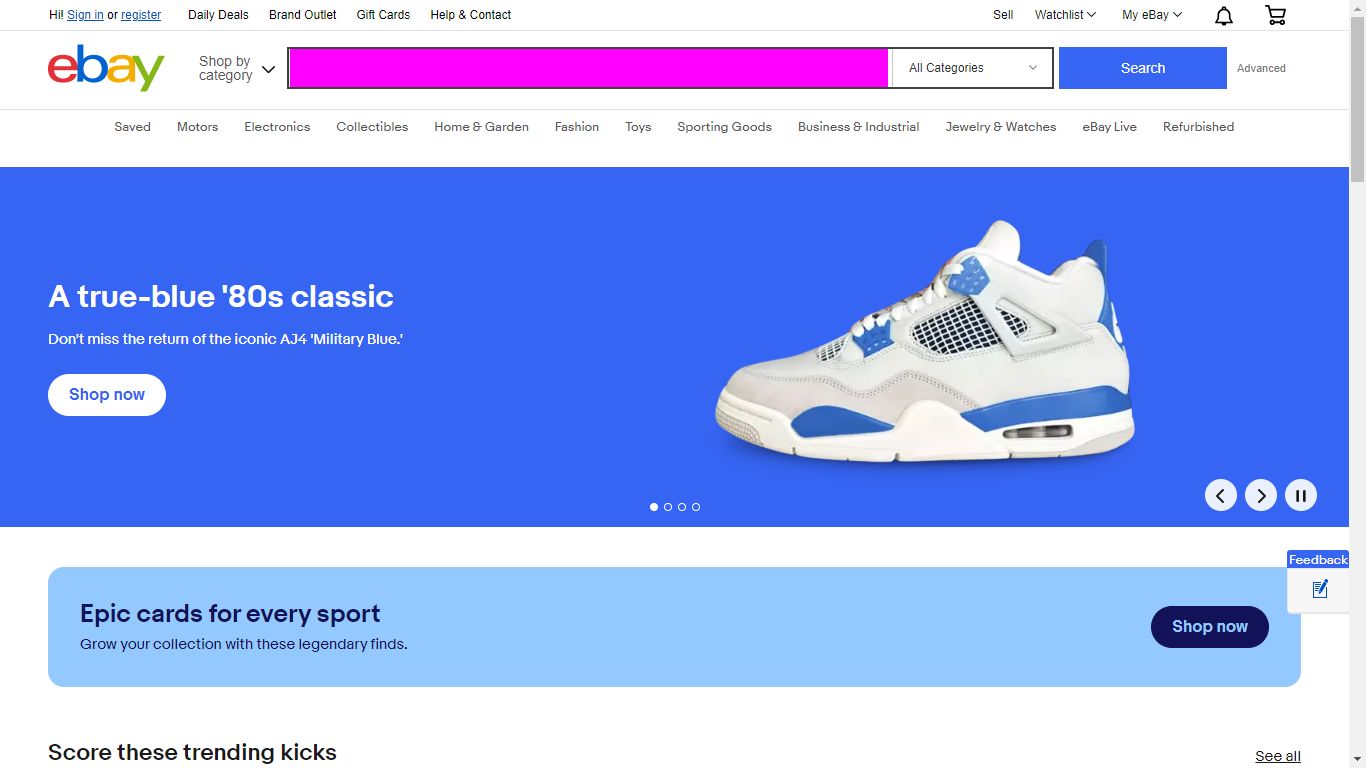 Hi! Sign in or register Daily Deals Brand Outlet Gift Cards Help & Contact Sell Watchlist My eBay
ebay Shop by category All Categories Search Advanced
Saved Motors Electronics Collectibles Home & Garden Fashion Toys Sporting Goods Business & Industrial Jewelry & Watches eBay Live Refurbished
A true-blue '80s classic
Don't miss the return of the iconic AJ4 'Military Blue.'
Shop now
Feedback
Epic cards for every sport
Grow your collection with these legendary finds.
Shop now
Score these trending kicks See all